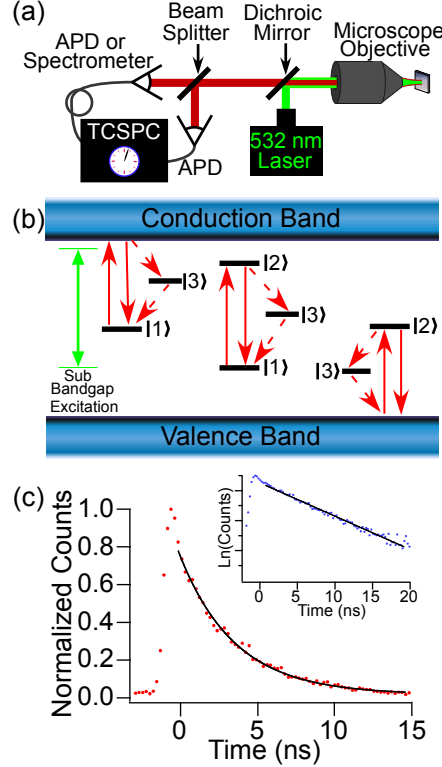 (a)
Beam
Splitter
Dichroic
Mirror
Microscope
Objective
APD or
Spectrometer
TCSPC
APD
532 nm
Laser
(b)
Conduction Band
|3⟩
|1⟩
|2⟩
|3⟩
|1⟩
|2⟩
|3⟩
Sub
Bandgap
Excitation
Valence Band
(c)
Normalized Counts
1.0
0.8
0.6
0.4
0.2
0.0
0 5 10 15
Time (ns)
Ln(Counts)
0 5 10 15 20
Time (ns)